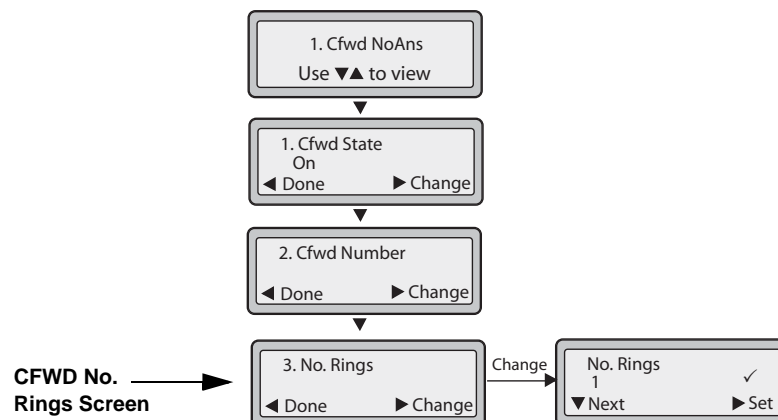 1. Cfwd NoAns
Use ▼▲ to view
1. Cfwd State
On
◀ Done ▶ Change
2. Cfwd Number
◀ Done ▶ Change
CFWD No.
Rings Screen
3. No. Rings
◀ Done ▶ Change
Change
No. Rings
1 ✓
▼ Next ▶ Set